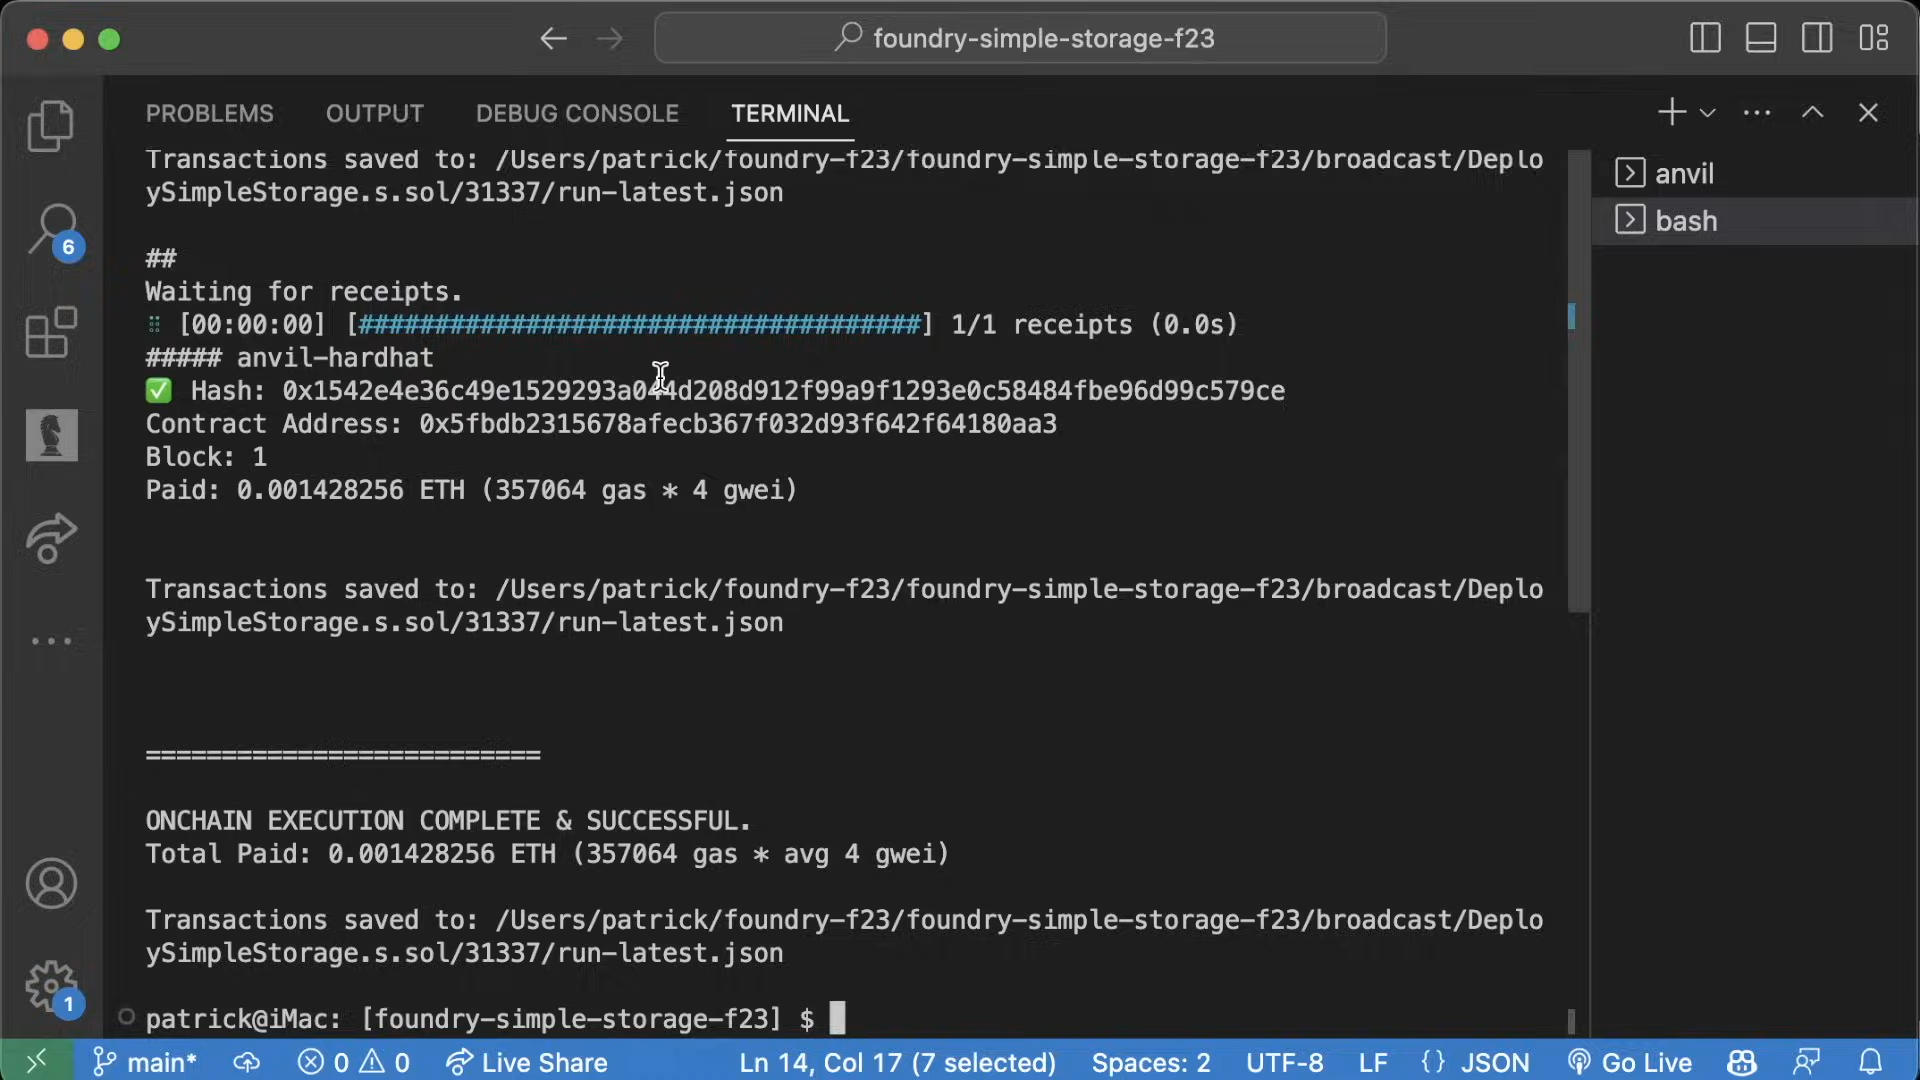 foundry-simple-storage-f23
PROBLEMS OUTPUT DEBUG CONSOLE TERMINAL
Transactions saved to: /Users/patrick/foundry-f23/foundry-simple-storage-f23/broadcast/Deplo
ySimpleStorage.s.sol/31337/run-latest.json
anvil
bash
6
##
Waiting for receipts.
[00:00:00] [#####################################] 1/1 receipts (0.0s)
##### anvil-hardhat
✅ Hash: 0x1542e4e36c49e1529293a044d208d912f99a9f1293e0c58484fbe96d99c579ce
Contract Address: 0x5fbdb2315678afecb367f032d93f642f64180aa3
Block: 1
Paid: 0.001428256 ETH (357064 gas * 4 gwei)
Transactions saved to: /Users/patrick/foundry-f23/foundry-simple-storage-f23/broadcast/Deplo
ySimpleStorage.s.sol/31337/run-latest.json
==========================
ONCHAIN EXECUTION COMPLETE & SUCCESSFUL.
Total Paid: 0.001428256 ETH (357064 gas * avg 4 gwei)
Transactions saved to: /Users/patrick/foundry-f23/foundry-simple-storage-f23/broadcast/Deplo
ySimpleStorage.s.sol/31337/run-latest.json
1
patrick@iMac: [foundry-simple-storage-f23] $
main* 0 0 Live Share Ln 14, Col 17 (7 selected) Spaces: 2 UTF-8 LF {} JSON Go Live